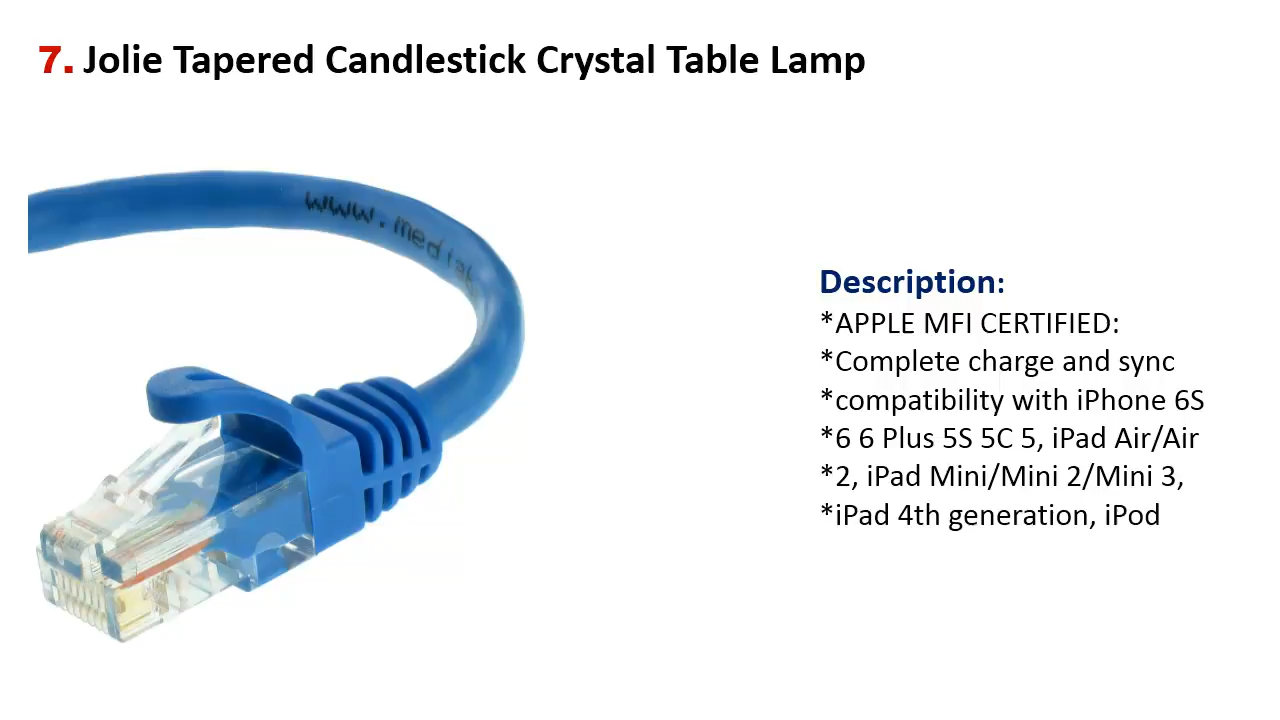 7. Jolie Tapered Candlestick Crystal Table Lamp
www.mediab
Description:
*APPLE MFI CERTIFIED:
*Complete charge and sync
*compatibility with iPhone 6S
*6 6 Plus 5S 5C 5, iPad Air/Air
*2, iPad Mini/Mini 2/Mini 3,
*iPad 4th generation, iPod